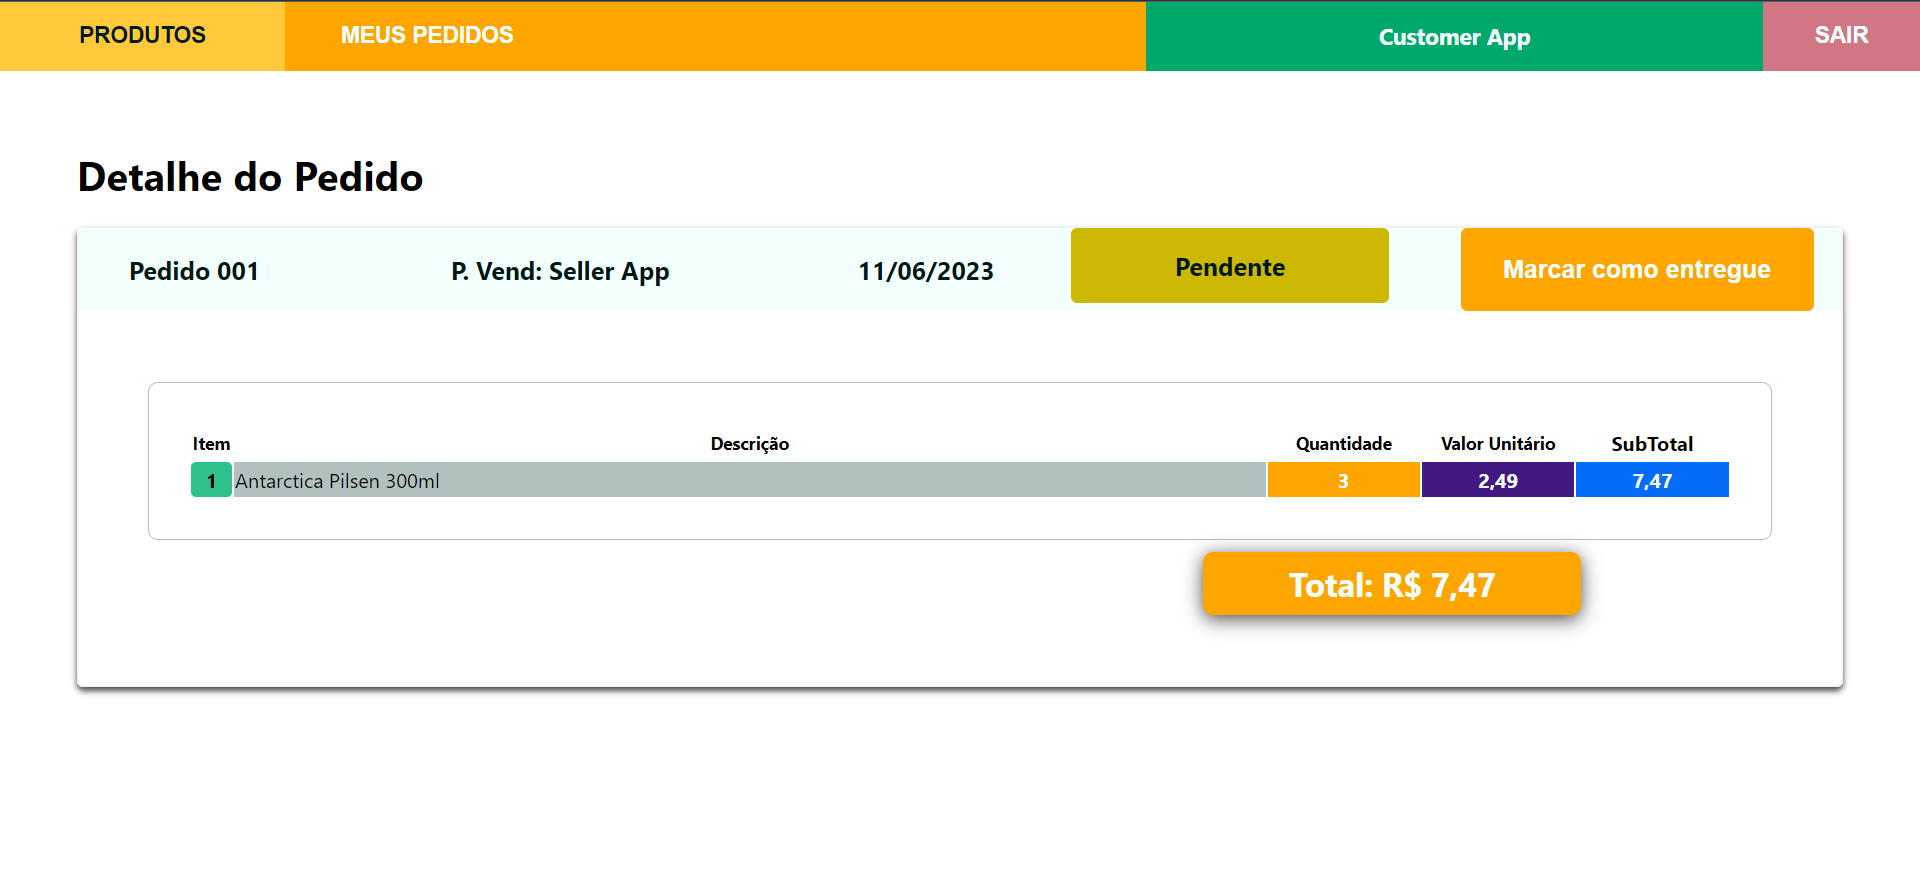 PRODUTOS MEUS PEDIDOS Customer App SAIR
Detalhe do Pedido
Pedido 001 P. Vend: Seller App 11/06/2023 Pendente Marcar como entregue
Item Descrição Quantidade Valor Unitário SubTotal
1 Antarctica Pilsen 300ml 3 2,49 7,47
Total: R$ 7,47